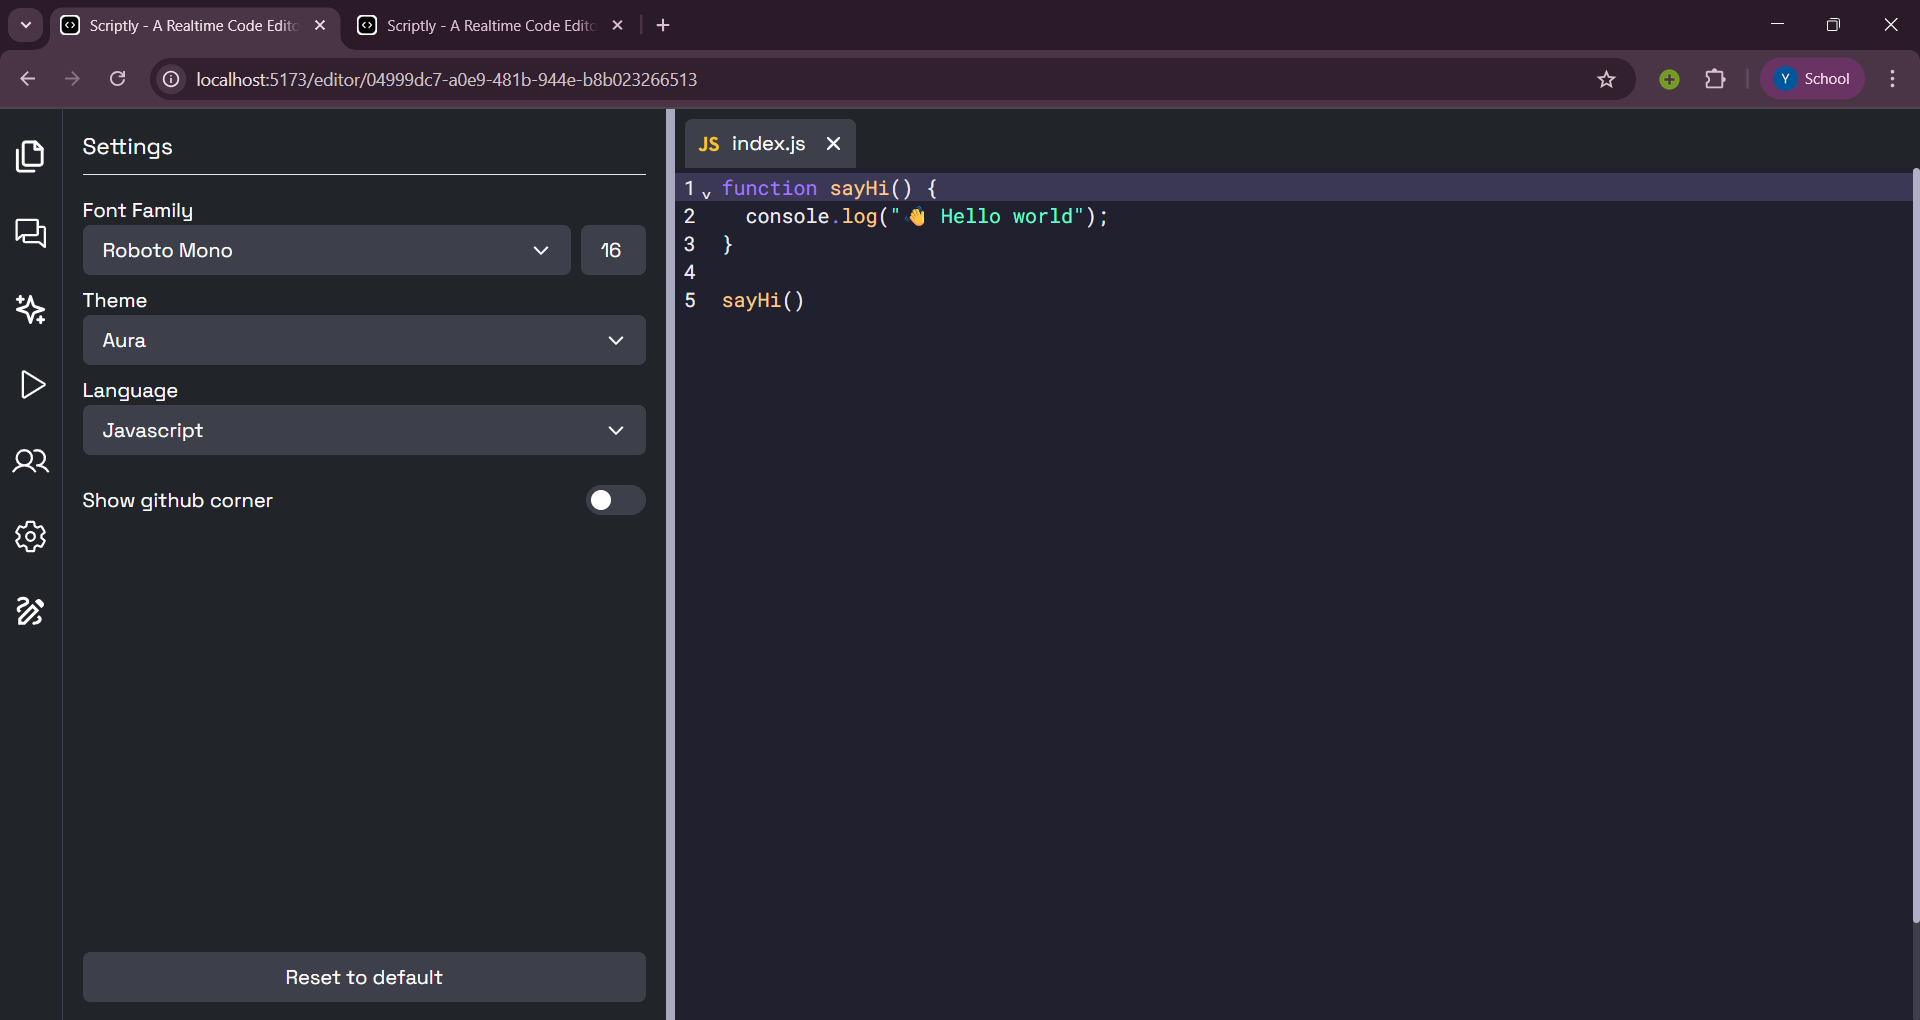 Scriptly - A Realtime Code Edit
Scriptly - A Realtime Code Edit
localhost:5173/editor/04999dc7-a0e9-481b-944e-b8b023266513
Y School
Settings
Font Family
Roboto Mono 16
Theme
Aura
Language
Javascript
Show github corner
Reset to default
JS index.js
1 function sayHi() {
2 console.log("👋 Hello world");
3 }
4
5 sayHi()